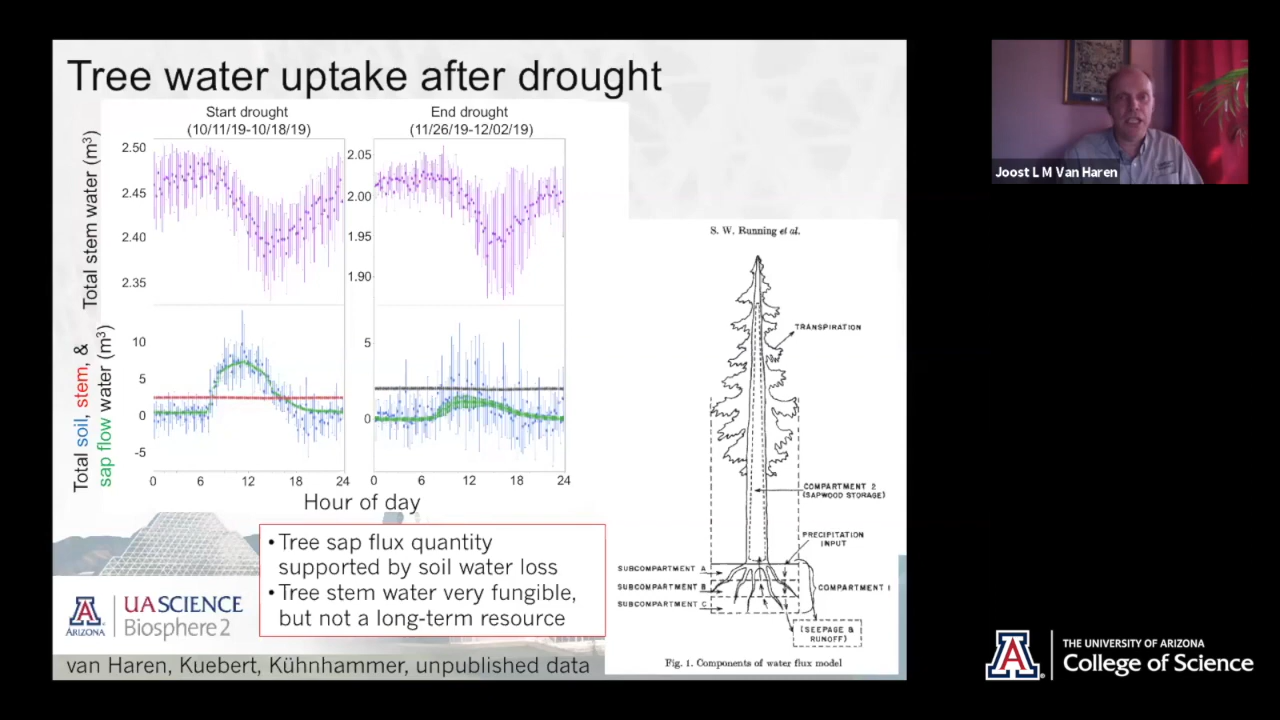 Tree water uptake after drought
Start drought
(10/11/19-10/18/19)
End drought
(11/26/19-12/02/19)
Total stem water (m³)
2.50
2.45
2.40
2.35
2.05
2.00
1.95
1.90
Total soil, stem, &
sap flow water (m³)
10
5
0
-5
5
0
0 6 12 18 24
0 6 12 18 24
Hour of day
• Tree sap flux quantity
supported by soil water loss
• Tree stem water very fungible,
but not a long-term resource
A
ARIZONA
UASCIENCE
Biosphere 2
van Haren, Kuebert, Kühnhammer, unpublished data
S. W. Running et al.
TRANSPIRATION
COMPARTMENT 2
(SAPWOOD STORAGE)
PRECIPITATION
INPUT
SUBCOMPARTMENT A
SUBCOMPARTMENT B
SUBCOMPARTMENT C
COMPARTMENT I
(SEEPAGE &
RUNOFF)
Fig. 1. Components of water flux model
Joost L M Van Haren
A
THE UNIVERSITY OF ARIZONA
College of Science